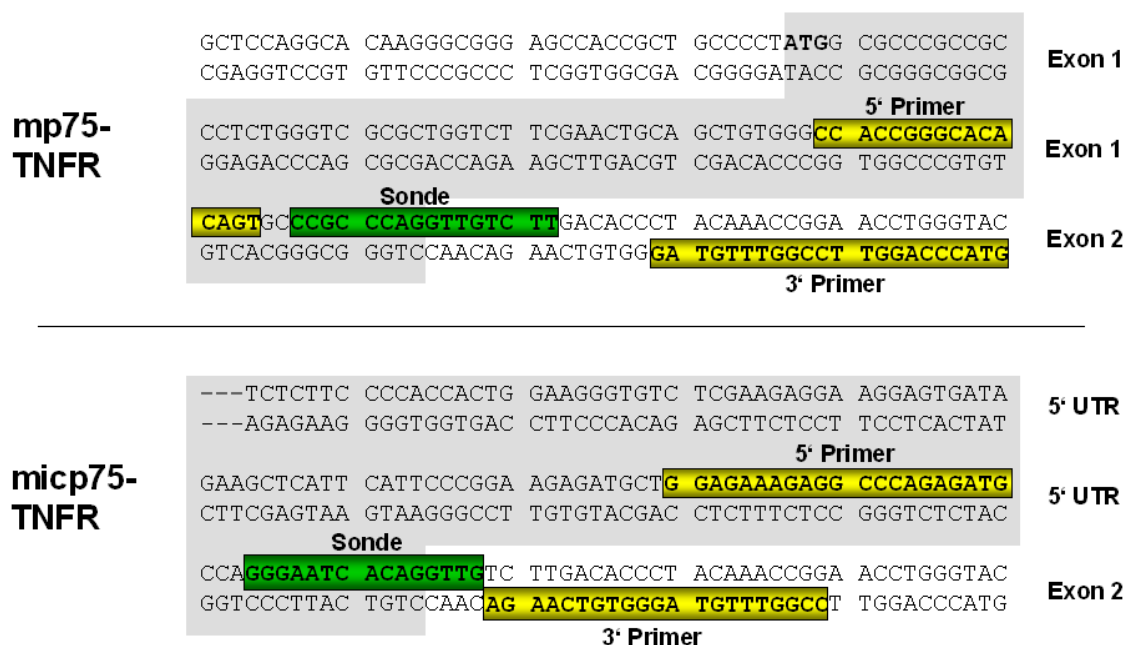 GCTCCAGGCA CAAGGGCGGG AGCCACCGCT GCCCCTATGG CGCCCGCCGC
CGAGGTCCGT GTTCCCGCCC TCGGTGGCGA CGGGGATACC GCGGGCGGCG
Exon 1
mp75-
TNFR
5‘ Primer
CCTCTGGGTC GCGCTGGTCT TCGAACTGCA GCTGTGGGCC ACCGGGCACA
GGAGACCCAG CGCGACCAGA AGCTTGACGT CGACACCCGG TGGCCCGTGT
Exon 1
Sonde
CAGTGCCCGC CCAGGTTGTC TTGACACCCT ACAAACCGGA ACCTGGGTAC
GTCACGGGCG GGTCCAACAG AACTGTGGGA TGTTTGGCCT TGGACCCATG
Exon 2
3‘ Primer
---TCTCTTC CCCACCACTG GAAGGGTGTC TCGAAGAGGA AGGAGTGATA
---AGAGAAG GGGTGGTGAC CTTCCCACAG AGCTTCTCCT TCCTCACTAT
5‘ UTR
micp75-
TNFR
5‘ Primer
GAAGCTCATT CATTCCCGGA AGAGATGCTG GAGAAAGAGG CCCAGAGATG
CTTCGAGTAA GTAAGGGCCT TGTGTACGAC CTCTTTCTCC GGGTCTCTAC
5‘ UTR
Sonde
CCAGGGAATC ACAGGTTGTC TTGACACCCT ACAAACCGGA ACCTGGGTAC
GGTCCCTTAC TGTCCAACAG AACTGTGGGA TGTTTGGCCT TGGACCCATG
Exon 2
3‘ Primer